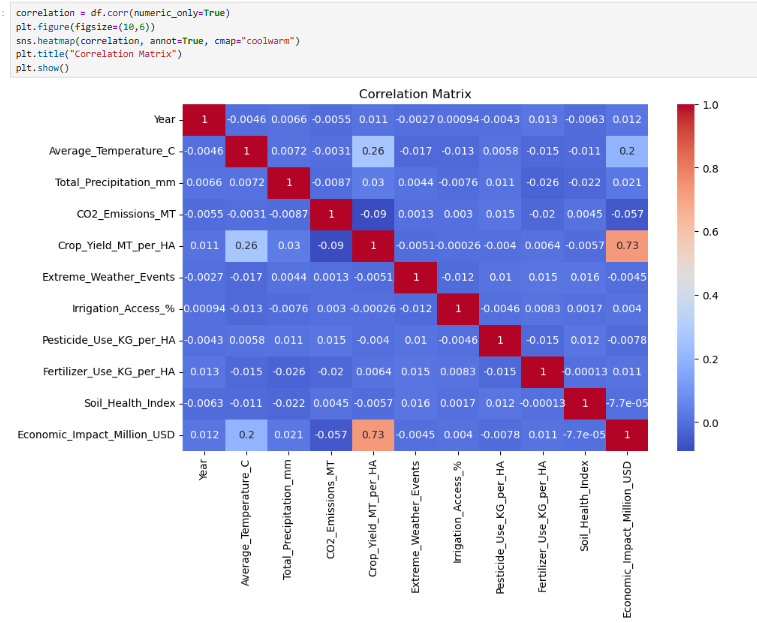 correlation = df.corr(numeric_only=True)
plt.figure(figsize=(10,6))
sns.heatmap(correlation, annot=True, cmap="coolwarm")
plt.title("Correlation Matrix")
plt.show()
Correlation Matrix
Year 1 -0.0046 0.0066 -0.0055 0.011 -0.0027 0.00094 -0.0043 0.013 -0.0063 0.012
Average_Temperature_C -0.0046 1 0.0072 -0.0031 0.26 -0.017 -0.013 0.0058 -0.015 -0.011 0.2
Total_Precipitation_mm 0.0066 0.0072 1 -0.0087 0.03 0.0044 -0.0076 0.011 -0.026 -0.022 0.021
CO2_Emissions_MT -0.0055 -0.0031 -0.0087 1 -0.09 0.0013 0.003 0.015 -0.02 0.0045 -0.057
Crop_Yield_MT_per_HA 0.011 0.26 0.03 -0.09 1 -0.0051 -0.00026 -0.004 0.0064 -0.0057 0.73
Extreme_Weather_Events -0.0027 -0.017 0.0044 0.0013 -0.0051 1 -0.012 0.01 0.015 0.016 -0.0045
Irrigation_Access_% 0.00094 -0.013 -0.0076 0.003 -0.00026 -0.012 1 -0.0046 0.0083 0.0017 0.004
Pesticide_Use_KG_per_HA -0.0043 0.0058 0.011 0.015 -0.004 0.01 -0.0046 1 -0.015 0.012 -0.0078
Fertilizer_Use_KG_per_HA 0.013 -0.015 -0.026 -0.02 0.0064 0.015 0.0083 -0.015 1 -0.00013 0.011
Soil_Health_Index -0.0063 -0.011 -0.022 0.0045 -0.0057 0.016 0.0017 0.012 -0.00013 1 -7.7e-05
Economic_Impact_Million_USD 0.012 0.2 0.021 -0.057 0.73 -0.0045 0.004 -0.0078 0.011 -7.7e-05 1
Year
Average_Temperature_C
Total_Precipitation_mm
CO2_Emissions_MT
Crop_Yield_MT_per_HA
Extreme_Weather_Events
Irrigation_Access_%
Pesticide_Use_KG_per_HA
Fertilizer_Use_KG_per_HA
Soil_Health_Index
Economic_Impact_Million_USD
1.0
0.8
0.6
0.4
0.2
0.0